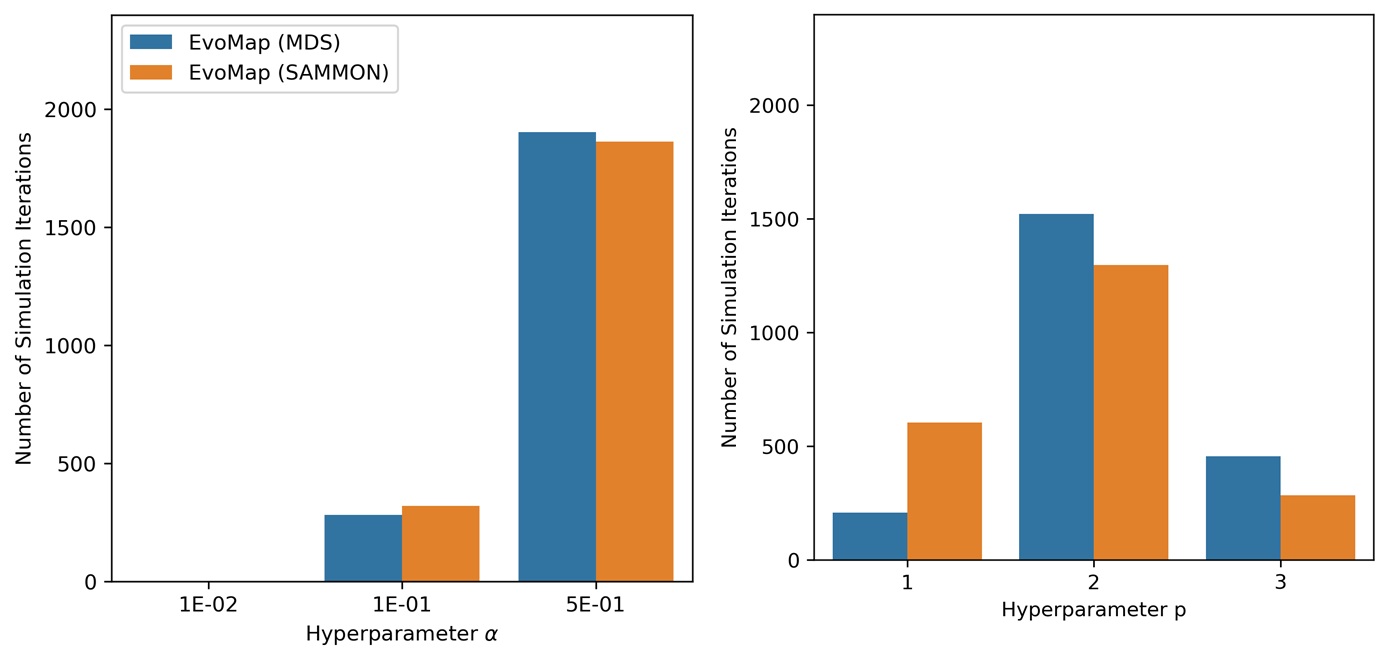 EvoMap (MDS)
EvoMap (SAMMON)
Number of Simulation Iterations
2000
1500
1000
500
0
1E-02
1E-01
5E-01
Hyperparameter α
Number of Simulation Iterations
2000
1500
1000
500
0
1
2
3
Hyperparameter p